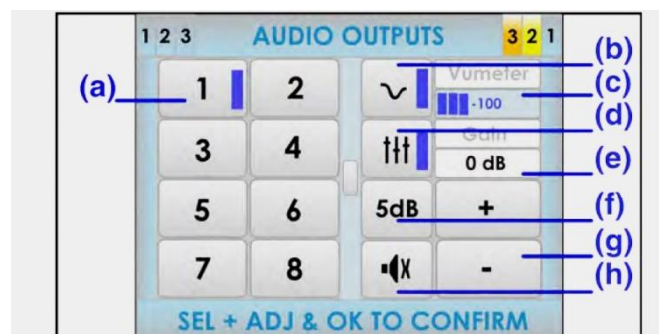 1 2 3 AUDIO OUTPUTS 3 2 1
(b)
(a) 1 2 Vumeter (c)
-100
(d)
3 4 Gain
0 dB (e)
5 6 5dB + (f)
(g)
7 8 - (h)
SEL + ADJ & OK TO CONFIRM